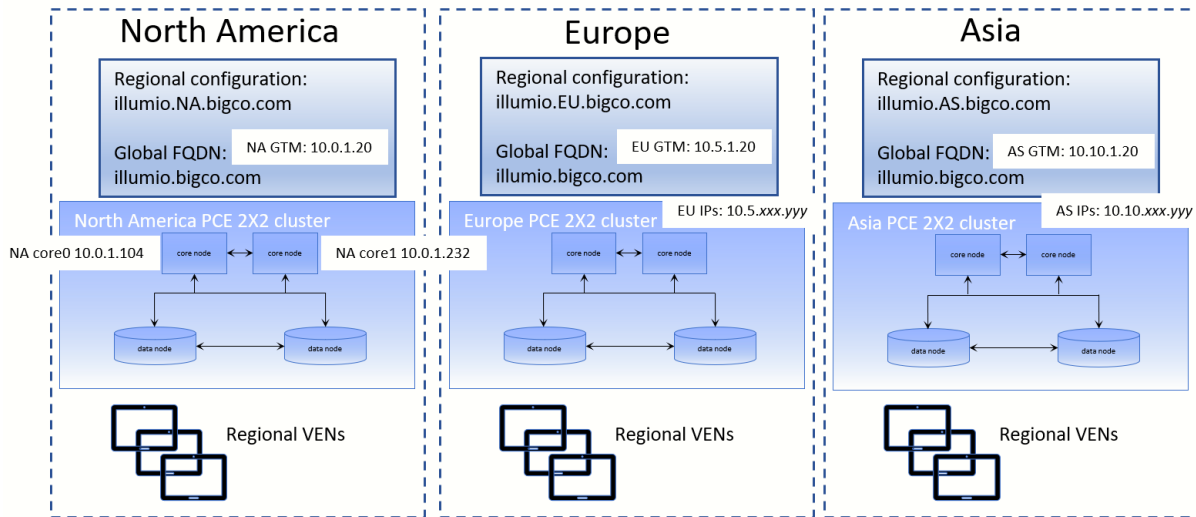 North America
Regional configuration:
illumio.NA.bigco.com
Global FQDN:
NA GTM: 10.0.1.20
illumio.bigco.com
North America PCE 2X2 cluster
NA core0 10.0.1.104
core node
core node
NA core1 10.0.1.232
data node
data node
Regional VENs
Europe
Regional configuration:
illumio.EU.bigco.com
Global FQDN:
EU GTM: 10.5.1.20
illumio.bigco.com
Europe PCE 2X2 cluster
EU IPs: 10.5.xxx.yyy
core node
core node
data node
data node
Regional VENs
Asia
Regional configuration:
illumio.AS.bigco.com
Global FQDN:
AS GTM: 10.10.1.20
illumio.bigco.com
Asia PCE 2X2 cluster
AS IPs: 10.10.xxx.yyy
core node
core node
data node
data node
Regional VENs